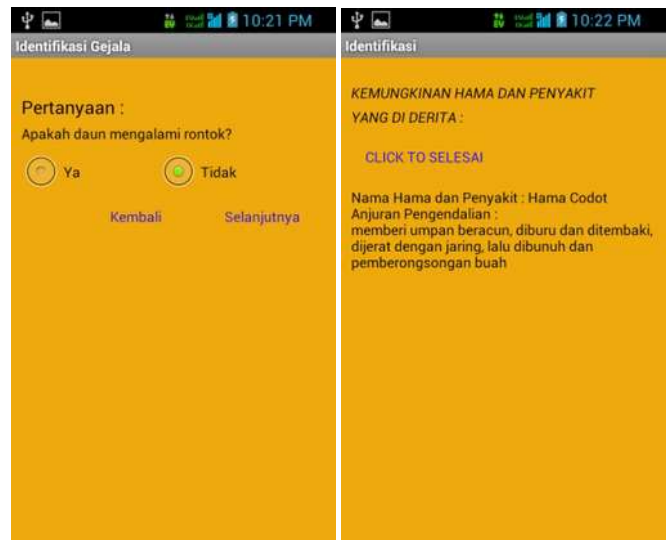 10:21 PM
Identifikasi Gejala
Pertanyaan :
Apakah daun mengalami rontok?
Ya Tidak
Kembali Selanjutnya
10:22 PM
Identifikasi
KEMUNGKINAN HAMA DAN PENYAKIT
YANG DI DERITA :
CLICK TO SELESAI
Nama Hama dan Penyakit : Hama Codot
Anjuran Pengendalian :
memberi umpan beracun, diburu dan ditembaki,
dijerat dengan jaring, lalu dibunuh dan
pemberongsongan buah